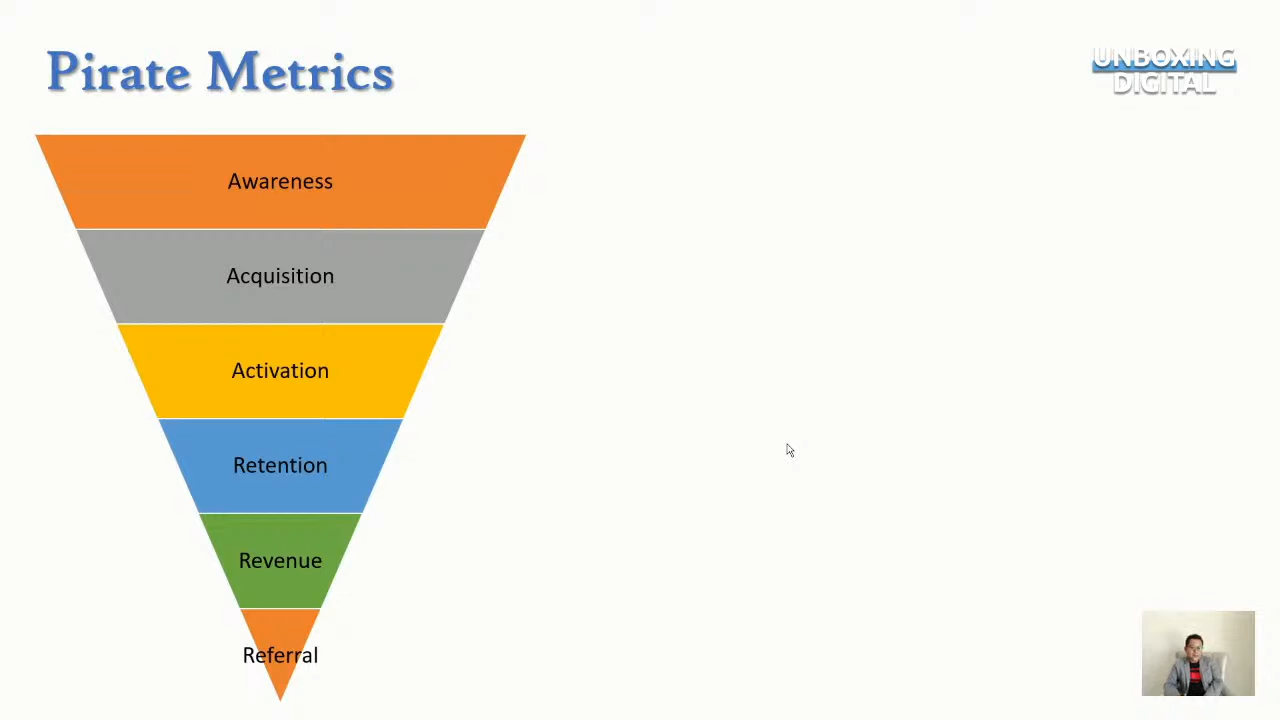 Pirate Metrics
UNBOXING
DIGITAL
Awareness
Acquisition
Activation
Retention
Revenue
Referral